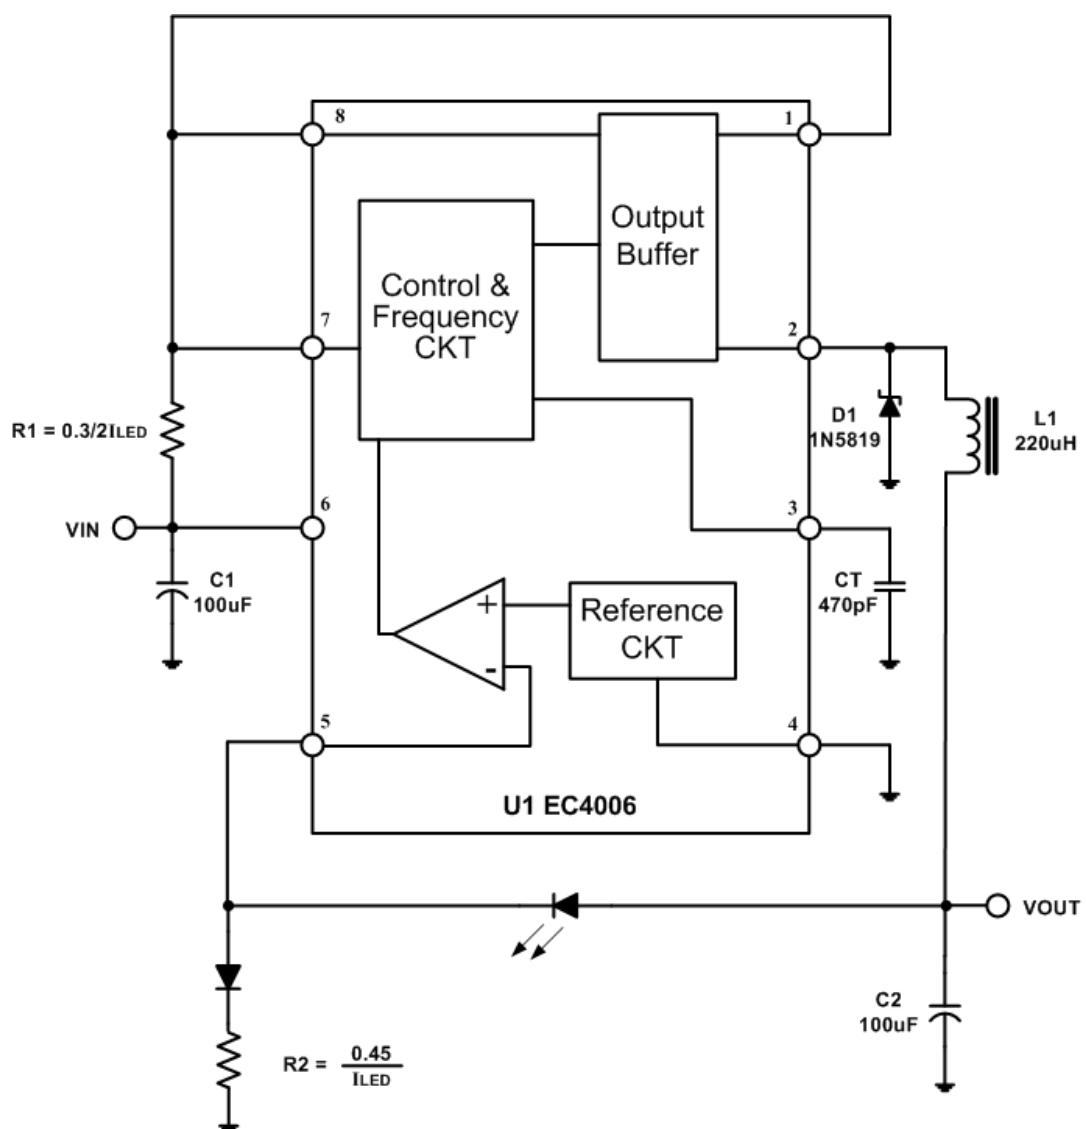 8
1
Output
Buffer
Control &
Frequency
CKT
7
2
R1 = 0.3/2ILED
D1
1N5819
L1
220uH
6
3
VIN
C1
100uF
CT
470pF
+
-
Reference
CKT
5
4
U1 EC4006
VOUT
C2
100uF
R2 = 0.45
ILED